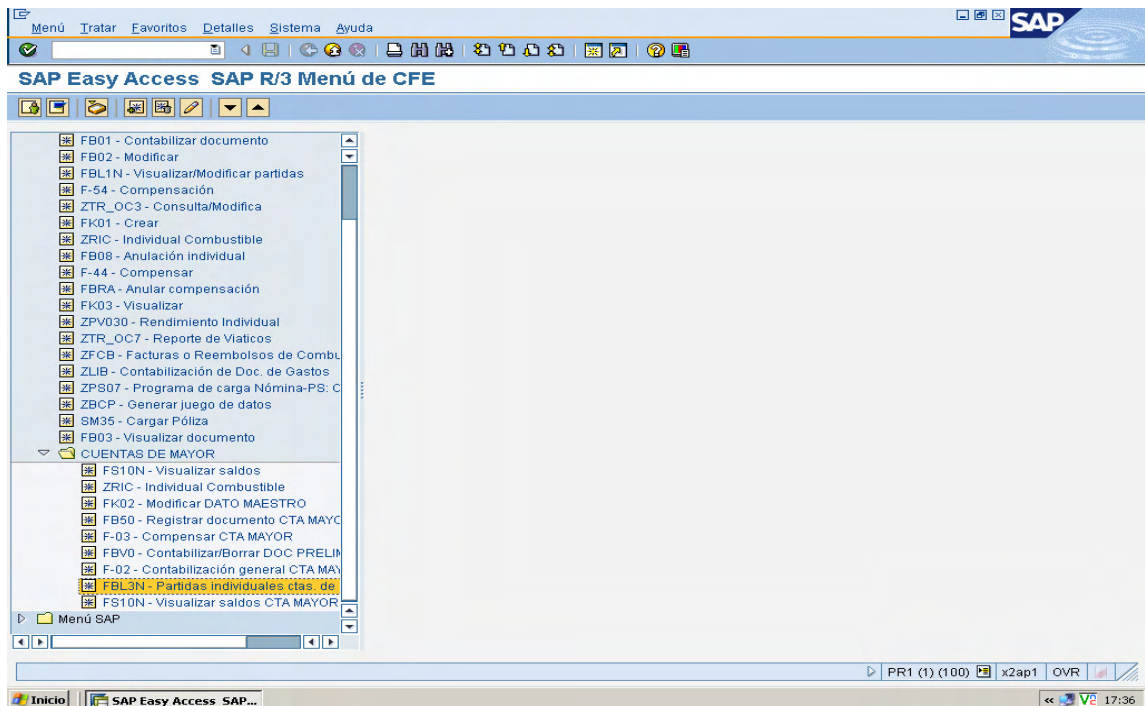 Menú Tratar Favoritos Detalles Sistema Ayuda
SAP
SAP Easy Access SAP R/3 Menú de CFE
FB01 - Contabilizar documento
FB02 - Modificar
FBL1N - Visualizar/Modificar partidas
F-54 - Compensación
ZTR_OC3 - Consulta/Modifica
FK01 - Crear
ZRIC - Individual Combustible
FB08 - Anulación individual
F-44 - Compensar
FBRA - Anular compensación
FK03 - Visualizar
ZPV030 - Rendimiento Individual
ZTR_OC7 - Reporte de Viaticos
ZFCB - Facturas o Reembolsos de Combu
ZLIB - Contabilización de Doc. de Gastos
ZPS07 - Programa de carga Nómina-PS: C
ZBCP - Generar juego de datos
SM35 - Cargar Póliza
FB03 - Visualizar documento
CUENTAS DE MAYOR
FS10N - Visualizar saldos
ZRIC - Individual Combustible
FK02 - Modificar DATO MAESTRO
FB50 - Registrar documento CTA MAYO
F-03 - Compensar CTA MAYOR
FBV0 - Contabilizar/Borrar DOC PRELIM
F-02 - Contabilización general CTA MAY
FBL3N - Partidas individuales ctas. de
FS10N - Visualizar saldos CTA MAYOR
Menú SAP
PR1 (1) (100) x2ap1 OVR
Inicio SAP Easy Access SAP... 17:36